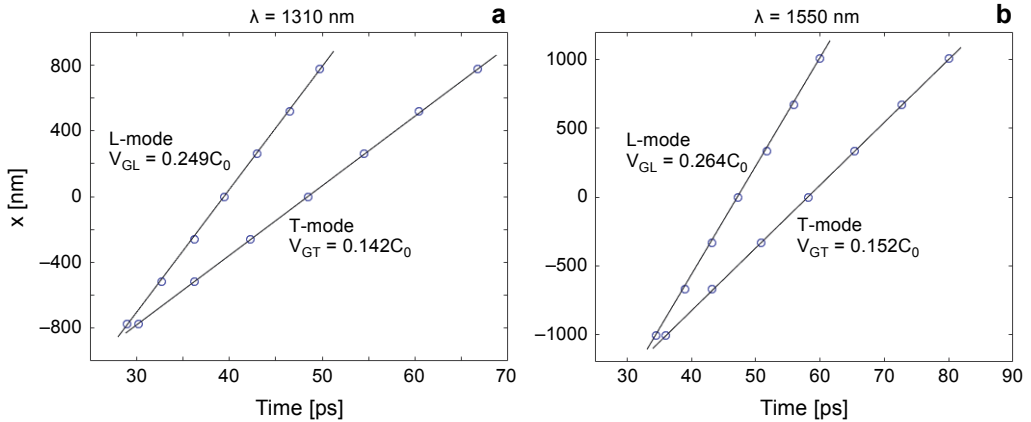 λ = 1310 nm
a
x [nm]
800
400
0
–400
–800
L-mode
V_GL = 0.249C_0
T-mode
V_GT = 0.142C_0
30
40
50
60
70
Time [ps]
λ = 1550 nm
b
1000
500
0
–500
–1000
L-mode
V_GL = 0.264C_0
T-mode
V_GT = 0.152C_0
30
40
50
60
70
80
90
Time [ps]